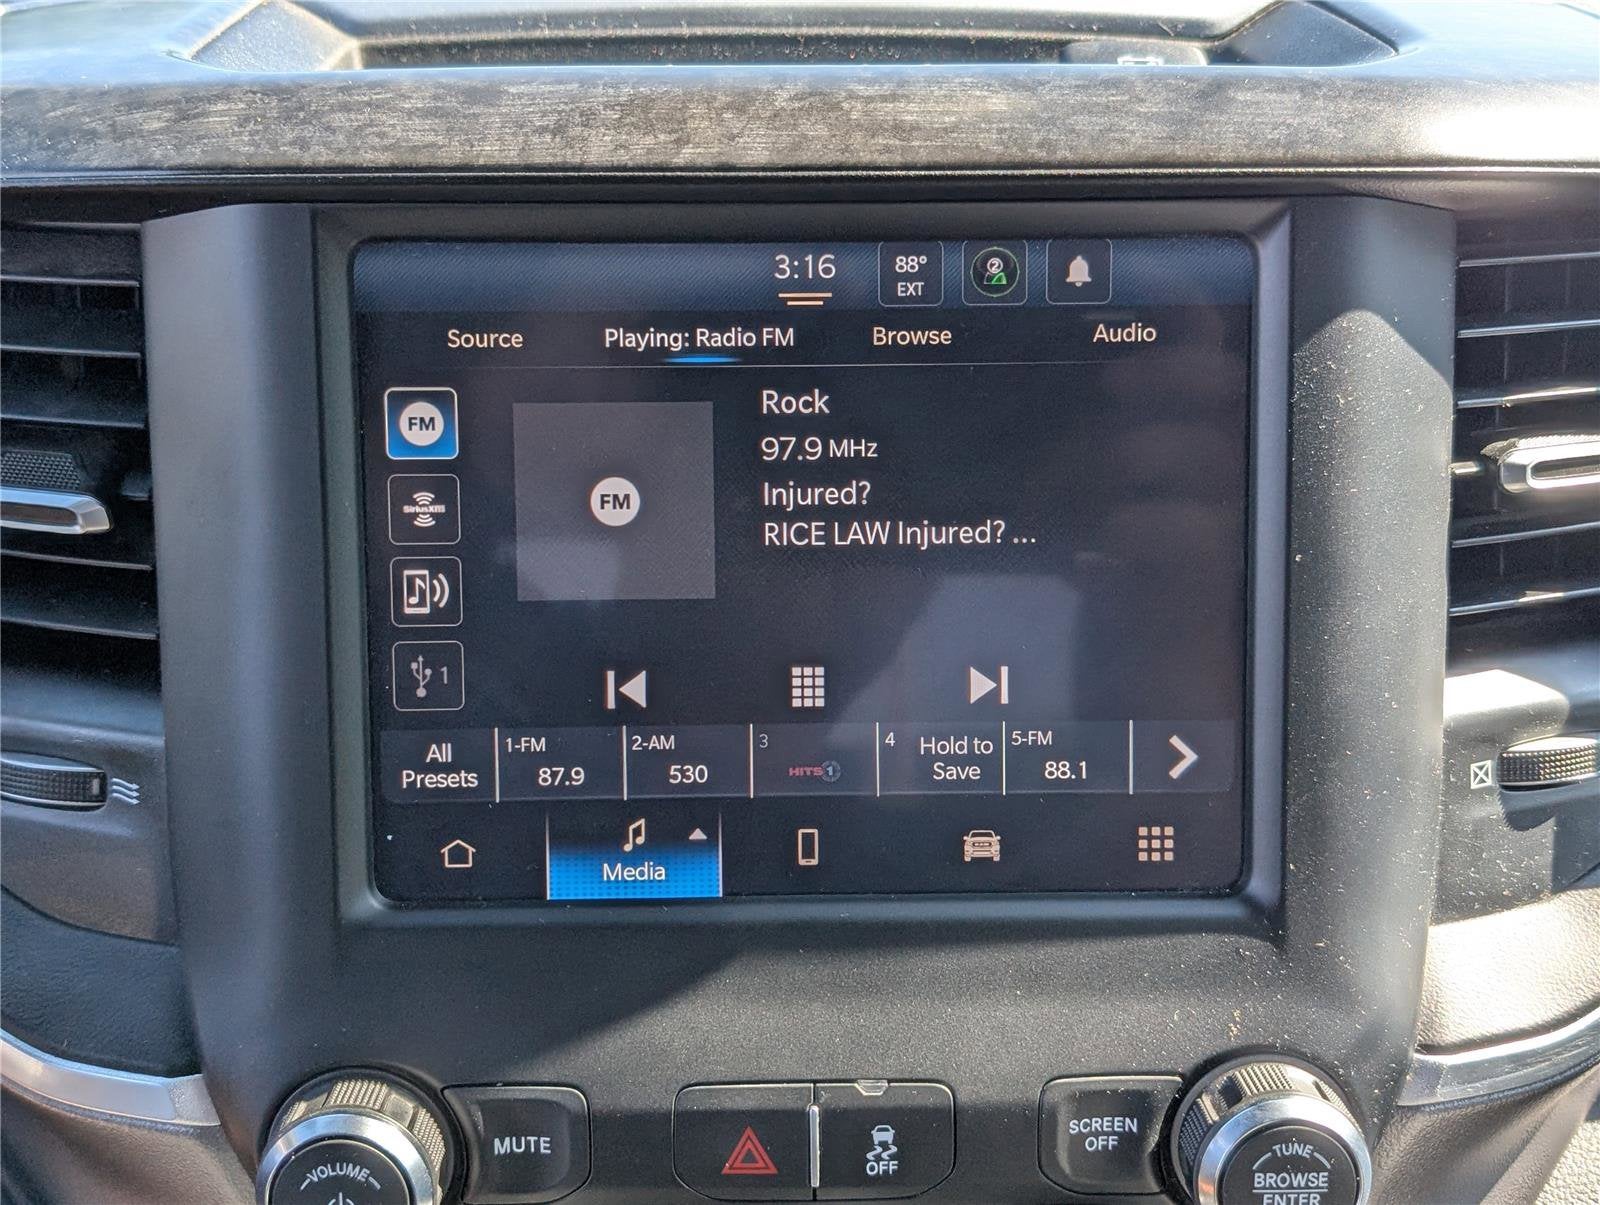 3:16
88°
EXT
2
Source
Playing: Radio FM
Browse
Audio
FM
SiriusXM
1
FM
Rock
97.9 MHz
Injured?
RICE LAW Injured? ...
All
Presets
1-FM
87.9
2-AM
530
3
HITS 1
4
Hold to
Save
5-FM
88.1
Media
VOLUME
MUTE
OFF
SCREEN
OFF
TUNE
BROWSE
ENTER